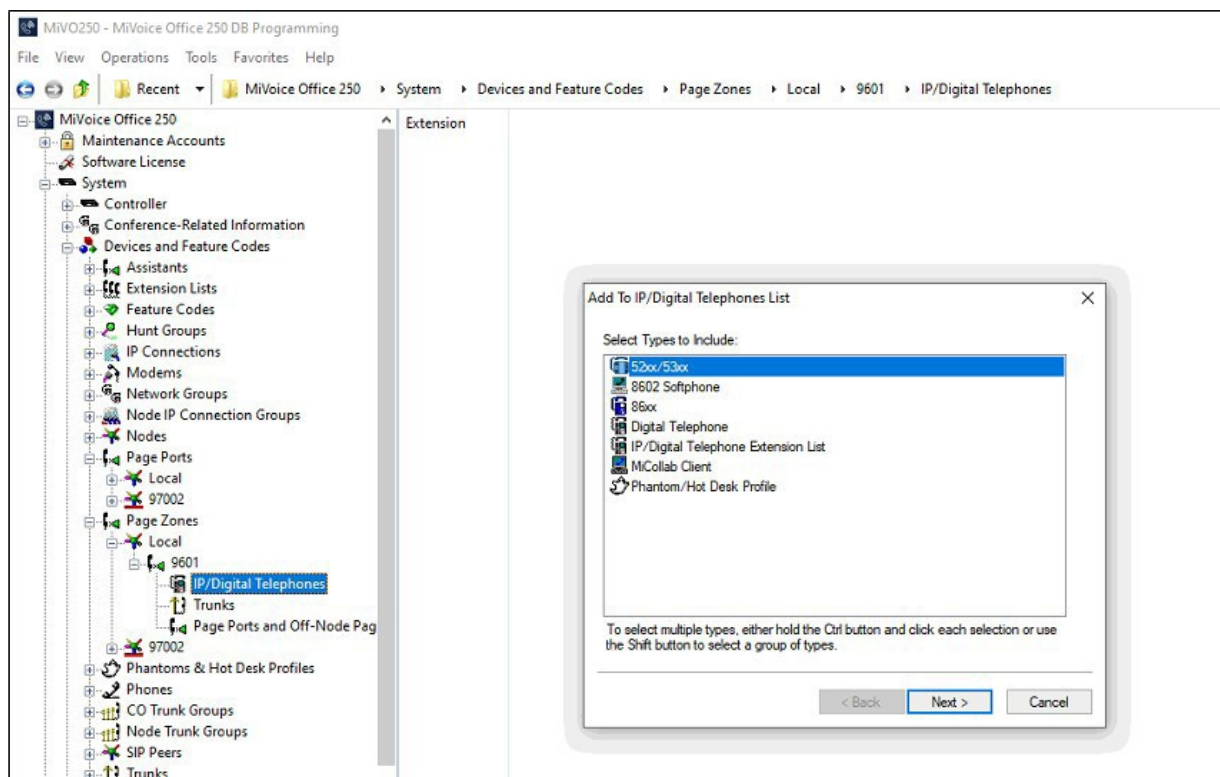 MiVO250 - MiVoice Office 250 DB Programming
File View Operations Tools Favorites Help
Recent MiVoice Office 250 System Devices and Feature Codes Page Zones Local 9601 IP/Digital Telephones
MiVoice Office 250
Maintenance Accounts
Software License
System
Controller
Conference-Related Information
Devices and Feature Codes
Assistants
Extension Lists
Feature Codes
Hunt Groups
IP Connections
Modems
Network Groups
Node IP Connection Groups
Nodes
Page Ports
Local
97002
Page Zones
Local
9601
IP/Digital Telephones
Trunks
Page Ports and Off-Node Pag
97002
Phantoms & Hot Desk Profiles
Phones
CO Trunk Groups
Node Trunk Groups
SIP Peers
Trunks
Extension
Add To IP/Digital Telephones List
Select Types to Include:
52xx/53xx
8602 Softphone
86xx
Digital Telephone
IP/Digital Telephone Extension List
MiCollab Client
Phantom/Hot Desk Profile
To select multiple types, either hold the Ctrl button and click each selection or use
the Shift button to select a group of types.
< Back Next > Cancel